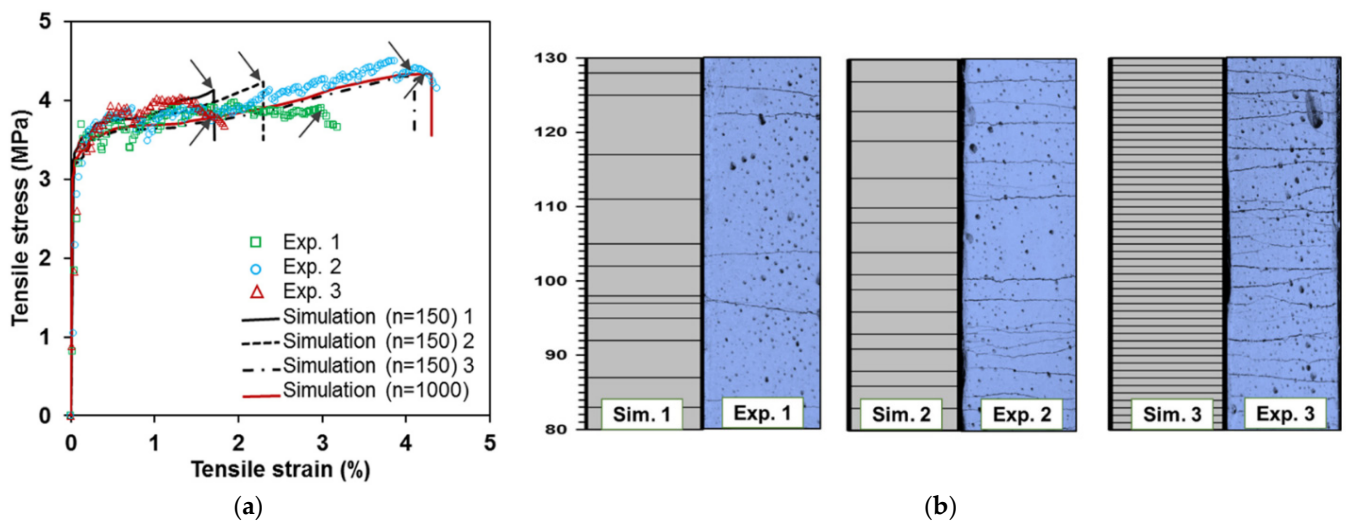 Tensile stress (MPa)
5
4
3
2
1
0
0 1 2 3 4 5
Tensile strain (%)
Exp. 1
Exp. 2
Exp. 3
Simulation (n=150) 1
Simulation (n=150) 2
Simulation (n=150) 3
Simulation (n=1000)
(a)
130
120
110
100
90
80
Sim. 1 Exp. 1
Sim. 2 Exp. 2
Sim. 3 Exp. 3
(b)